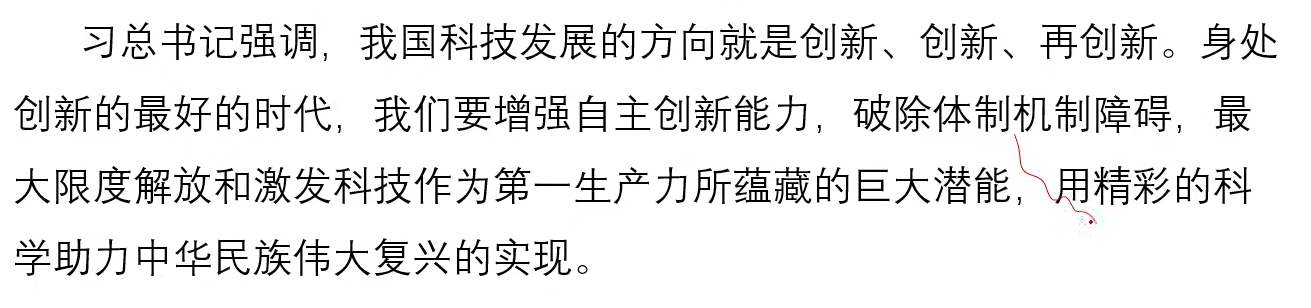 习总书记强调，我国科技发展的方向就是创新、创新、再创新。身处
创新的最好的时代，我们要增强自主创新能力，破除体制机制障碍，最
大限度解放和激发科技作为第一生产力所蕴藏的巨大潜能，用精彩的科
学助力中华民族伟大复兴的实现。